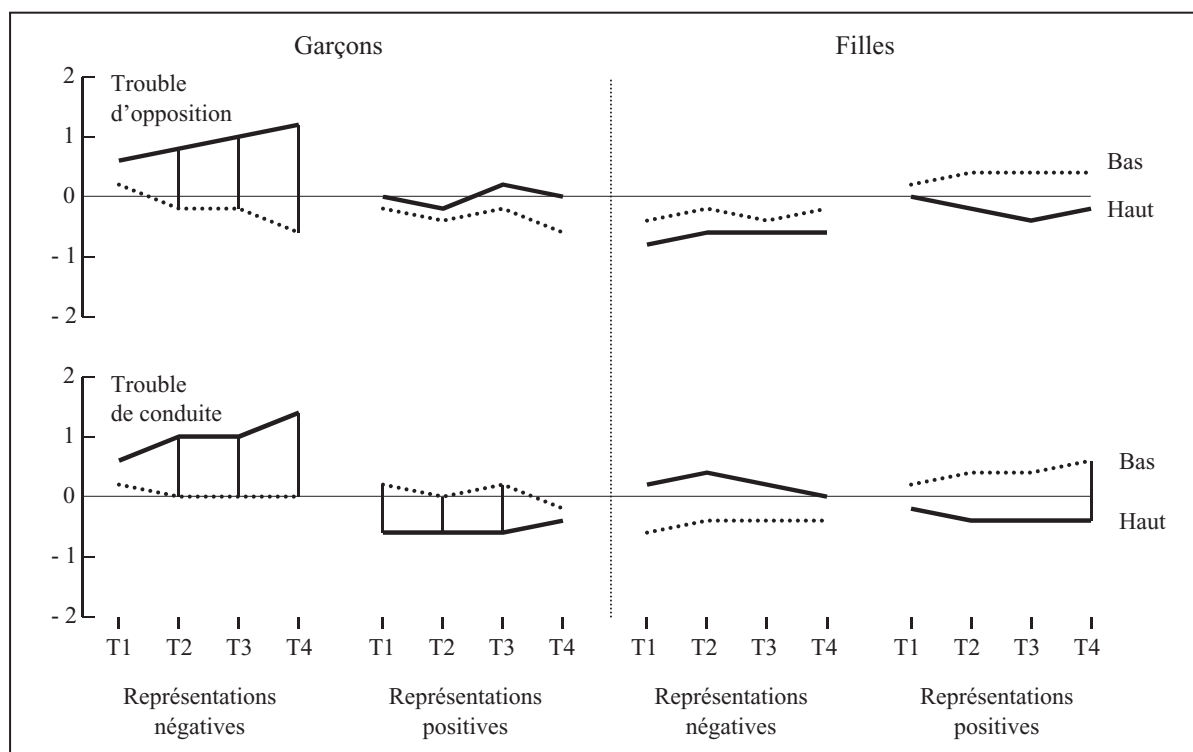 Garçons
Filles
2
Trouble
d'opposition
1
0
- 1
- 2
Bas
Haut
2
Trouble
de conduite
1
0
- 1
- 2
Bas
Haut
T1 T2 T3 T4 T1 T2 T3 T4 T1 T2 T3 T4 T1 T2 T3 T4
Représentations
négatives
Représentations
positives
Représentations
négatives
Représentations
positives